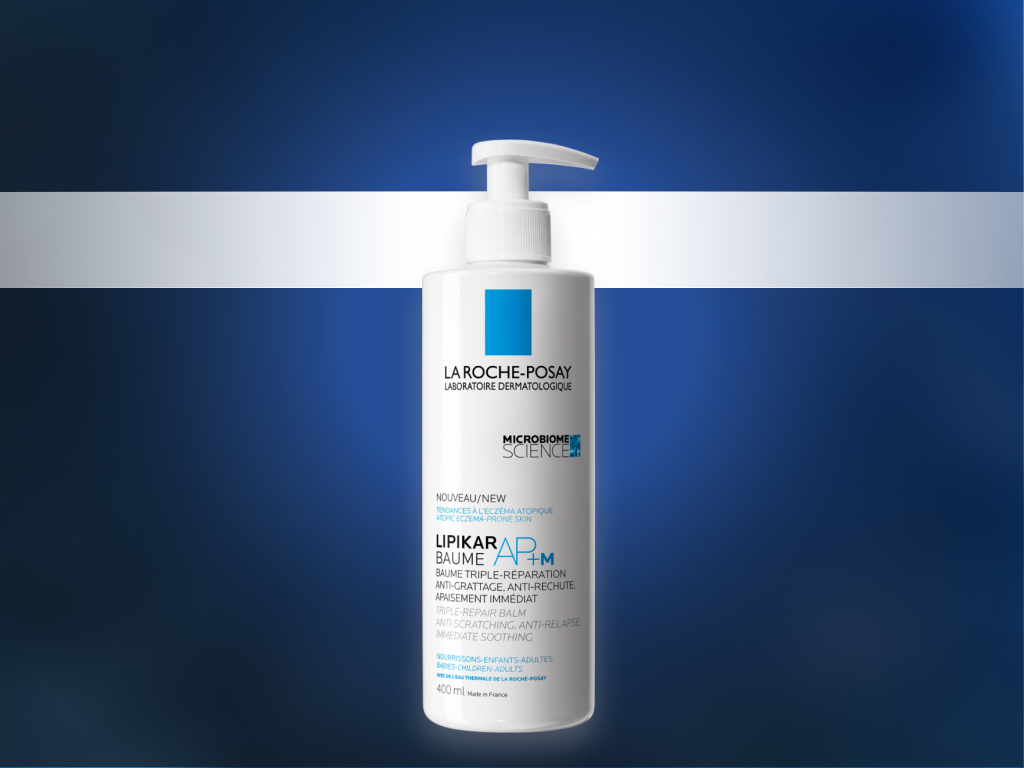 LA ROCHE-POSAY
LABORATOIRE DERMATOLOGIQUE
MICROBIOME
SCIENCE
NOUVEAU/NEW
TENDANCES À L'ECZÉMA ATOPIQUE
ATOPIC ECZEMA-PRONE SKIN
LIPIKAR
BAUME AP+M
BAUME TRIPLE-RÉPARATION
ANTI-GRATTAGE, ANTI-RECHUTE,
APAISEMENT IMMÉDIAT
TRIPLE-REPAIR BALM
ANTI-SCRATCHING, ANTI-RELAPSE,
IMMEDIATE SOOTHING
NOURRISSONS-ENFANTS-ADULTES
BABIES-CHILDREN-ADULTS
AVEC DE L'EAU THERMALE DE LA ROCHE-POSAY
400 ml Made in France